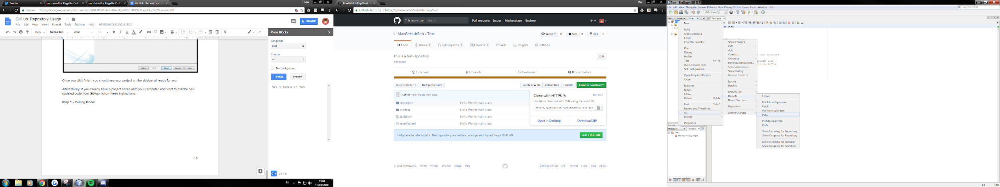 Twitter
skandika Regatta Oxfo
skandika Regatta Oxfo
GitHub: Repository Us
Max
Secure
https://docs.google.com/document/d/1XsURXF8oAdmKAFnQhdJltEFDLK9K1LxpUdppVZOLevw/edit#
GitHub: Repository Usage
File Edit View Insert Format Tools Add-ons Help
All changes saved in Drive
SHARE
100%
Normal text
Arial
11
< Back
Next >
Finish
Cancel
Help
Once you click finish, you should see your project on the sidebar all ready for you!
Alternatively, if you already have a project saved onto your computer, and want to pull the new
updated code from GitHub, follow these instructions:
Step 1 - Pulling Code:
10
Code Blocks
Language
auto
Theme
vs
No background
Format
Preview
Git >> Remote >> Push
v1.5.0
EN
13:04
18/03/2018
MaxGitHubRep/Test: T
Max
GitHub, Inc. [US]
https://github.com/MaxGitHubRep/Test
This repository
Search
Pull requests Issues Marketplace Explore
MaxGitHubRep / Test
Watch 0
Star 0
Fork 0
Code
Issues 0
Pull requests 0
Projects 0
Wiki
Insights
Settings
This is a test repository.
Edit
Add topics
1 commit
1 branch
0 releases
0 contributors
Branch: master
New pull request
Create new file
Upload files
Find file
Clone or download
Author Hello World; main class.
nbproject
Hello World; main class.
src/test
Hello World; main class.
build.xml
Hello World; main class.
manifest.mf
Hello World; main class.
Clone with HTTPS
Use SSH
Use Git or checkout with SVN using the web URL.
https://github.com/MaxGitHubRep/Test.git
Open in Desktop
Download ZIP
Help people interested in this repository understand your project by adding a README.
Add a README
© 2018 GitHub, Inc. Terms Privacy Security Status Help
Contact GitHub API Training Shop Blog About
Test - NetBeans IDE 8.2
File Edit View Navigate Source Refactor Run Debug Profile Team Tools Window Help
Search (Ctrl+I)
<default config>
Files
Services
Proje...
Test.java
New
Build
Clean and Build
Clean
Generate Javadoc
Run
Debug
Profile
Test Alt+F6
Run Selenium Tests
Set Configuration
Open Required Projects
Close
Rename...
Move...
Copy...
Delete Delete
Find... Ctrl+F
Inspect and Transform...
Git
History
Properties
Show Changes
Diff
Add
Commit...
Checkout
Revert Modifications...
Show Annotations
Show History
Resolve Conflicts
Ignore
Patches
Branch/Tag
Remote
Revert/Recover
Repository
Shelve Changes
Clone...
Fetch from Upstream
Fetch...
Pull from Upstream
Pull...
Push to Upstream
Push...
Show Incoming for Repository
Show Outgoing for Repository
Show Incoming for Selection
Show Outgoing for Selection
line arguments
ring[] args) {
Navigator
Members
<empty>
Test
main(String[] args)
1:1
INS